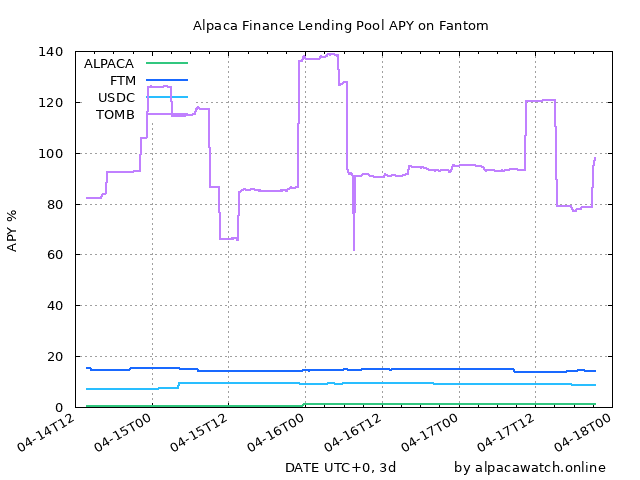 Alpaca Finance Lending Pool APY on Fantom
140
120
100
80
60
40
20
0
APY %
ALPACA
FTM
USDC
TOMB
04-14T12
04-15T00
04-15T12
04-16T00
04-16T12
04-17T00
04-17T12
04-18T00
DATE UTC+0, 3d
by alpacawatch.online